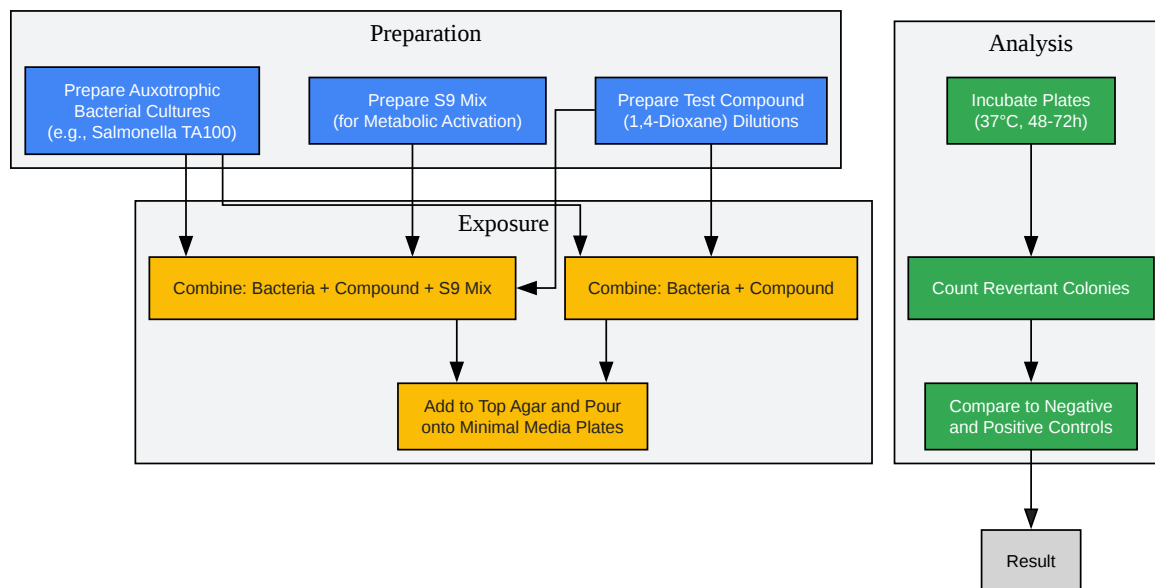 Preparation
Prepare Auxotrophic
Bacterial Cultures
(e.g., Salmonella TA100)
Prepare S9 Mix
(for Metabolic Activation)
Prepare Test Compound
(1,4-Dioxane) Dilutions
Exposure
Combine: Bacteria + Compound + S9 Mix
Combine: Bacteria + Compound
Add to Top Agar and Pour
onto Minimal Media Plates
Analysis
Incubate Plates
(37°C, 48-72h)
Count Revertant Colonies
Compare to Negative
and Positive Controls
Result